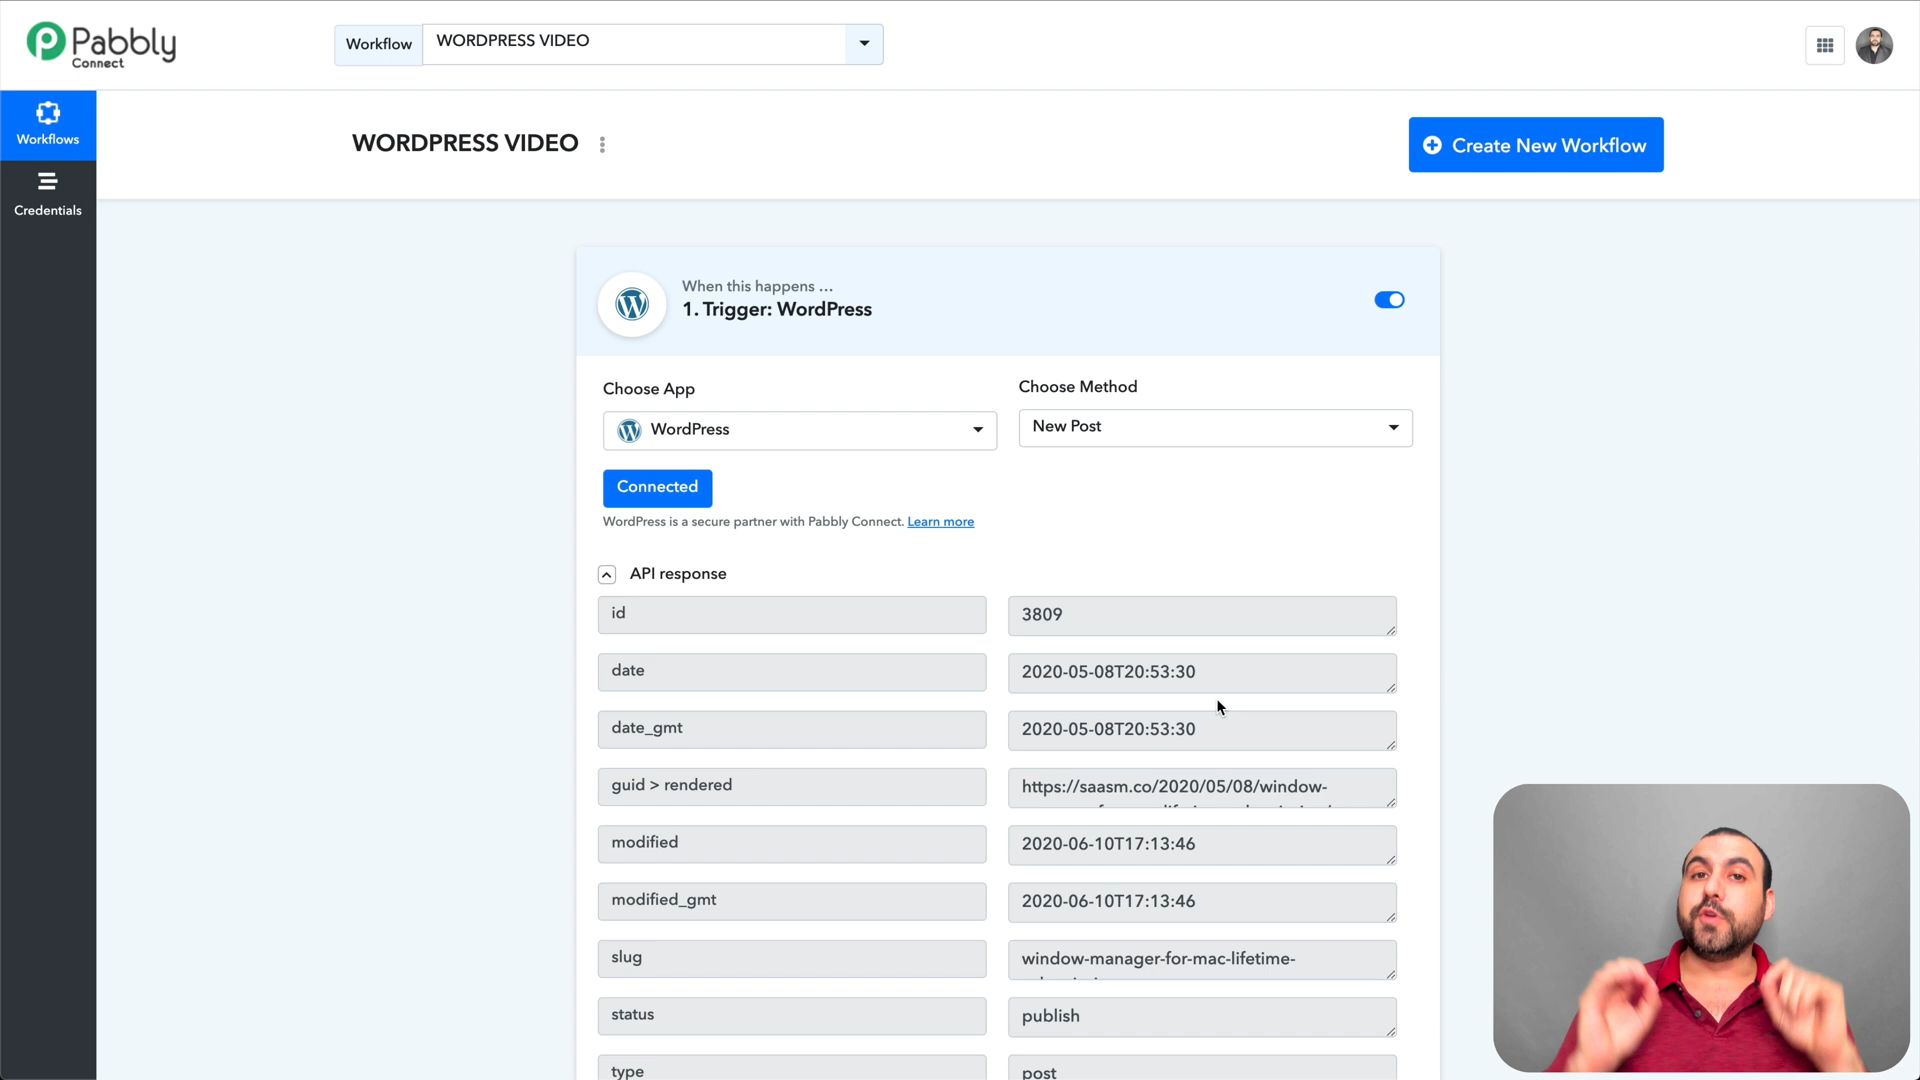 Pabbly
Connect
Workflow
WORDPRESS VIDEO
Workflows
Credentials
WORDPRESS VIDEO
Create New Workflow
When this happens ...
1. Trigger: WordPress
Choose App
Choose Method
WordPress
New Post
Connected
WordPress is a secure partner with Pabbly Connect. Learn more
API response
id
3809
date
2020-05-08T20:53:30
date_gmt
2020-05-08T20:53:30
guid > rendered
https://saasm.co/2020/05/08/window-
modified
2020-06-10T17:13:46
modified_gmt
2020-06-10T17:13:46
slug
window-manager-for-mac-lifetime-
status
publish
type
post